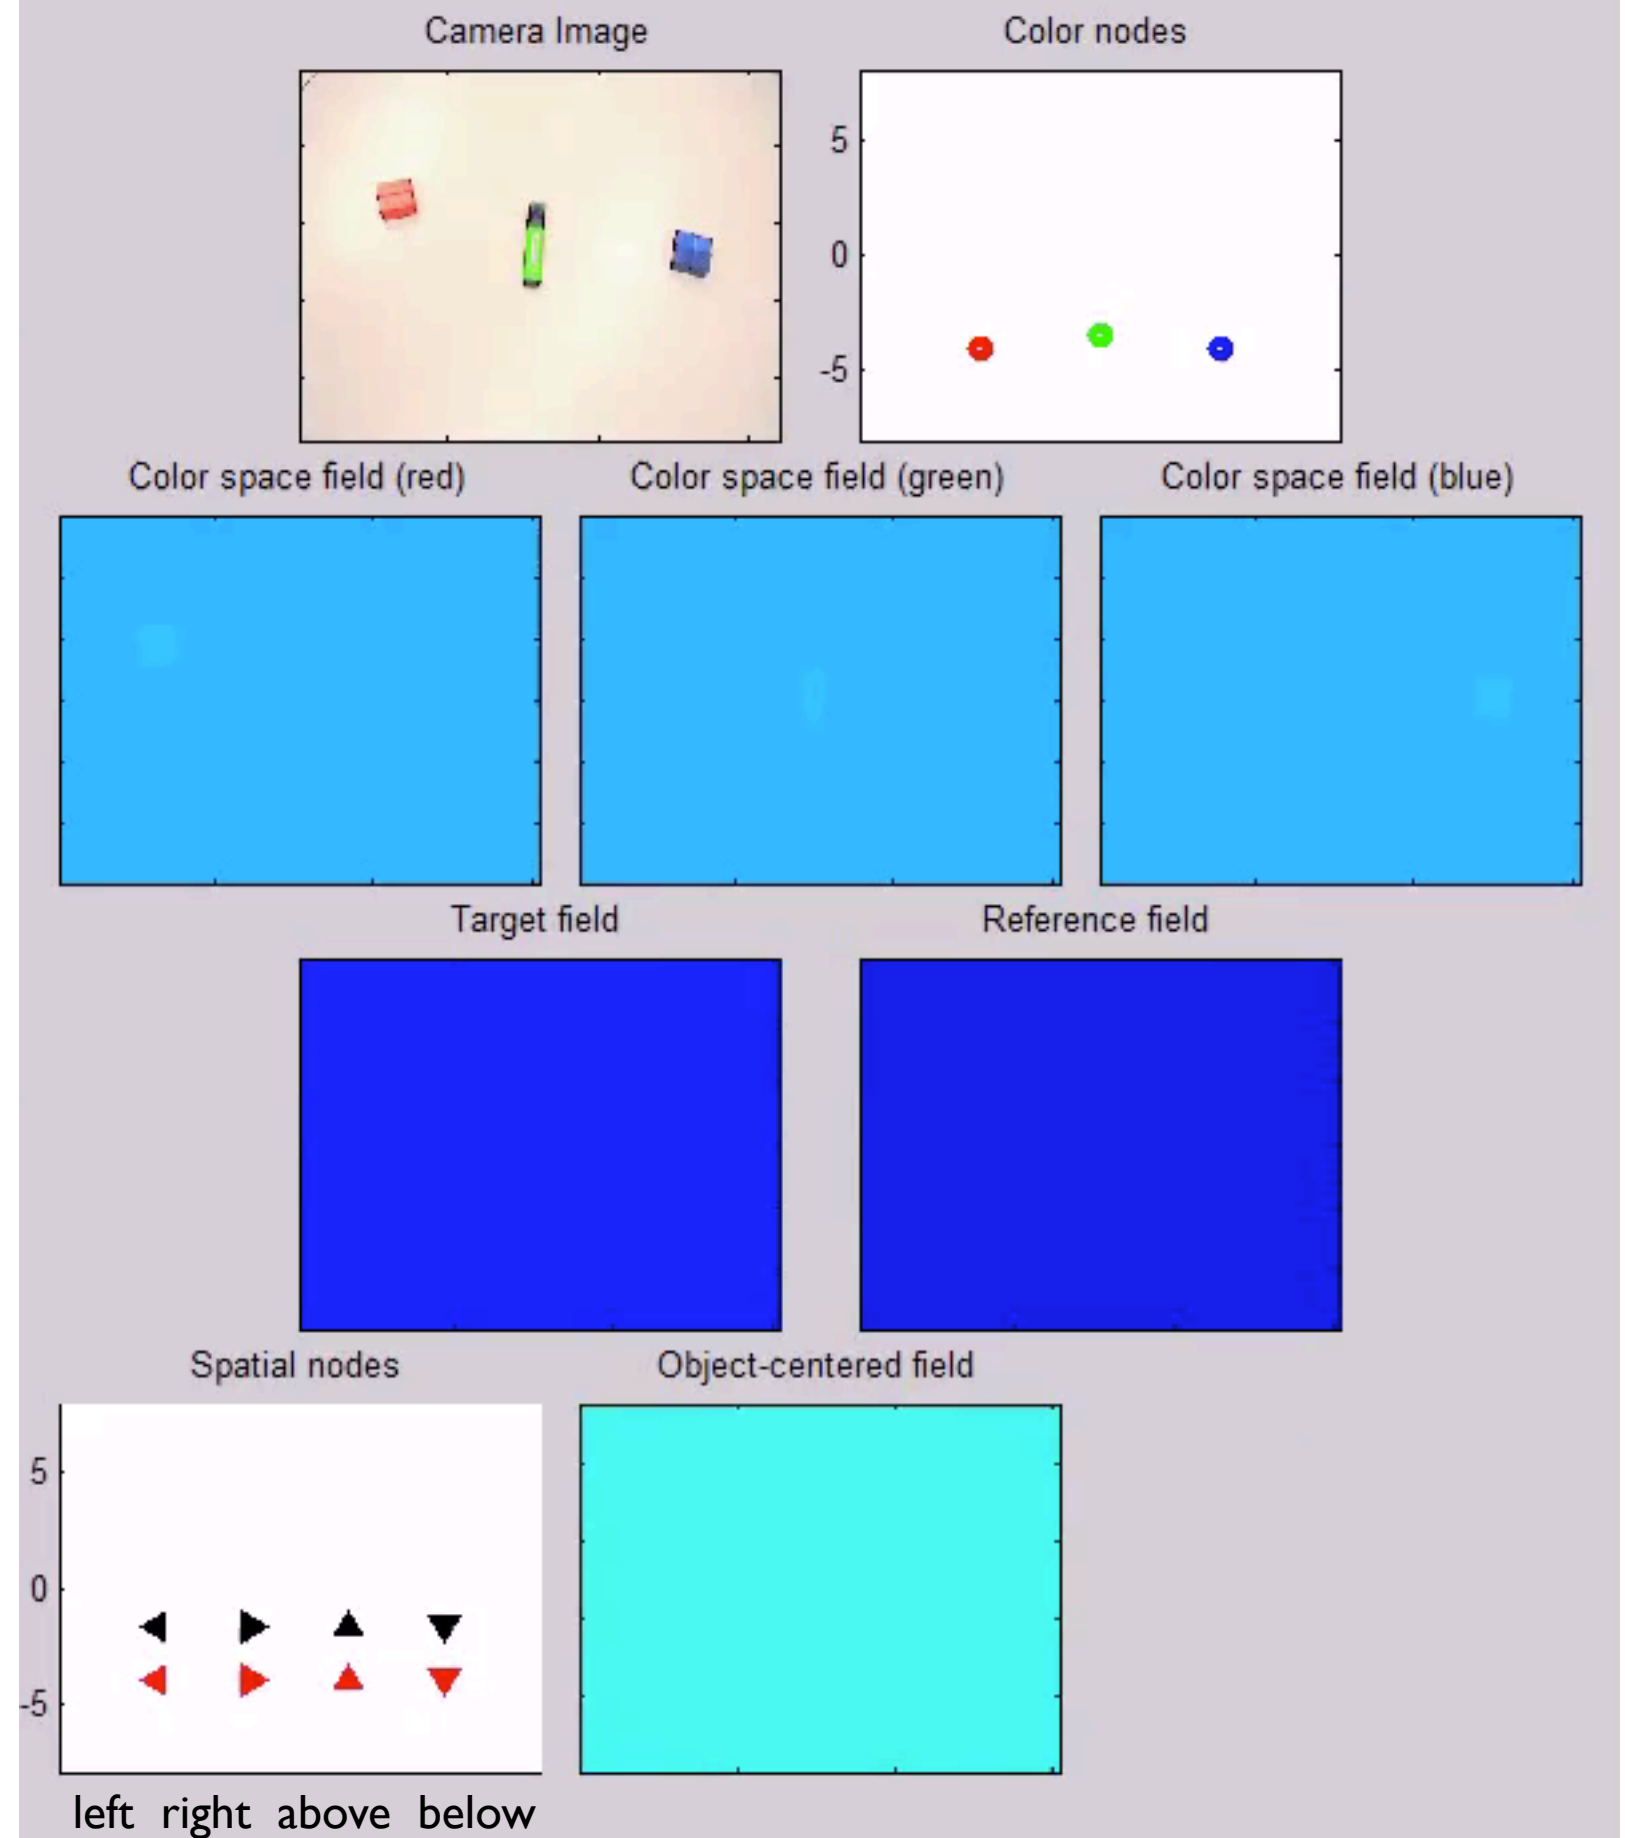 Camera Image
Color nodes
5
0
-5
Color space field (red)
Color space field (green)
Color space field (blue)
Target field
Reference field
Spatial nodes
Object-centered field
5
0
-5
left right above below